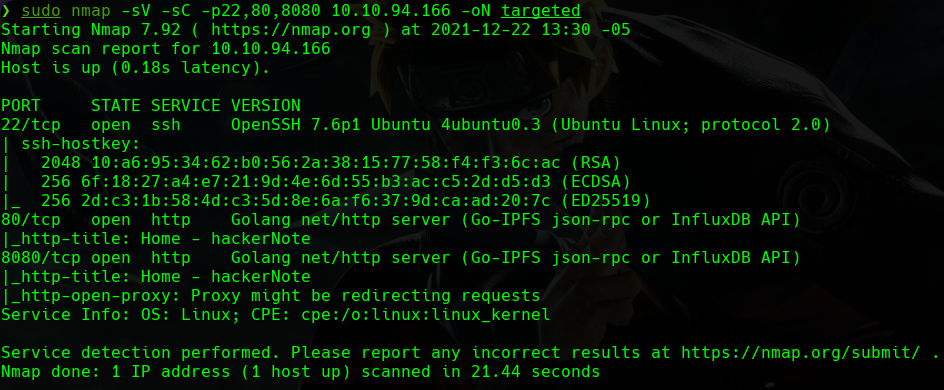 ❯ sudo nmap -sV -sC -p22,80,8080 10.10.94.166 -oN targeted
Starting Nmap 7.92 ( https://nmap.org ) at 2021-12-22 13:30 -05
Nmap scan report for 10.10.94.166
Host is up (0.18s latency).

PORT     STATE SERVICE VERSION
22/tcp   open  ssh     OpenSSH 7.6p1 Ubuntu 4ubuntu0.3 (Ubuntu Linux; protocol 2.0)
| ssh-hostkey:
|   2048 10:a6:95:34:62:b0:56:2a:38:15:77:58:f4:f3:6c:ac (RSA)
|   256 6f:18:27:a4:e7:21:9d:4e:6d:55:b3:ac:c5:2d:d5:d3 (ECDSA)
|_  256 2d:c3:1b:58:4d:c3:5d:8e:6a:f6:37:9d:ca:ad:20:7c (ED25519)
80/tcp   open  http    Golang net/http server (Go-IPFS json-rpc or InfluxDB API)
|_http-title: Home - hackerNote
8080/tcp open  http    Golang net/http server (Go-IPFS json-rpc or InfluxDB API)
|_http-title: Home - hackerNote
|_http-open-proxy: Proxy might be redirecting requests
Service Info: OS: Linux; CPE: cpe:/o:linux:linux_kernel

Service detection performed. Please report any incorrect results at https://nmap.org/submit/ .
Nmap done: 1 IP address (1 host up) scanned in 21.44 seconds